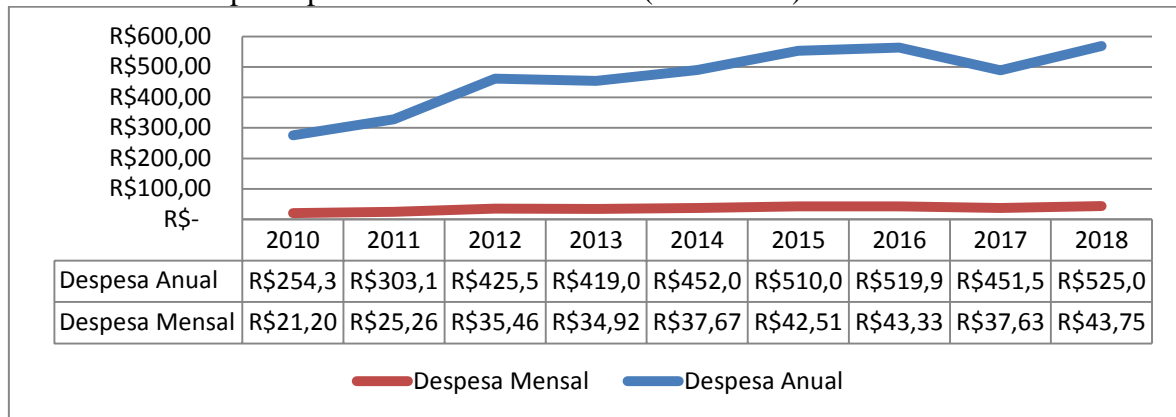 R$600,00
R$500,00
R$400,00
R$300,00
R$200,00
R$100,00
R$-
2010 2011 2012 2013 2014 2015 2016 2017 2018
Despesa Anual R$254,3 R$303,1 R$425,5 R$419,0 R$452,0 R$510,0 R$519,9 R$451,5 R$525,0
Despesa Mensal R$21,20 R$25,26 R$35,46 R$34,92 R$37,67 R$42,51 R$43,33 R$37,63 R$43,75
Despesa Mensal Despesa Anual